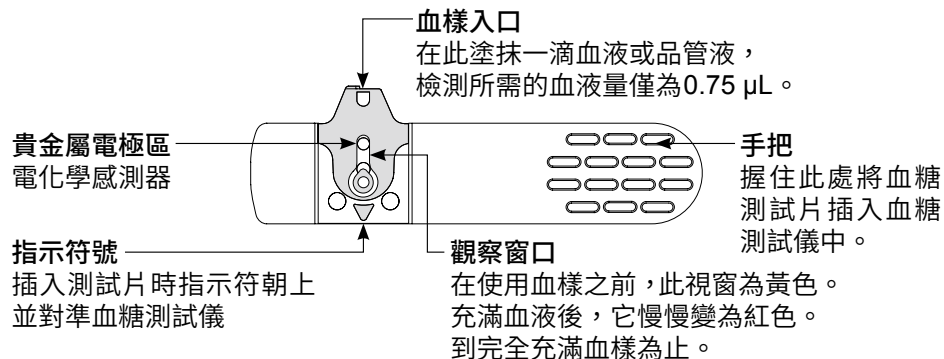 血樣入口
在此塗抹一滴血液或品管液，
檢測所需的血液量僅為0.75 μL。
貴金屬電極區
電化學感測器
手把
握住此處將血糖
測試片插入血糖
測試儀中。
指示符號
插入測試片時指示符朝上
並對準血糖測試儀
觀察窗口
在使用血樣之前，此視窗為黃色。
充滿血液後，它慢慢變為紅色。
到完全充滿血樣為止。